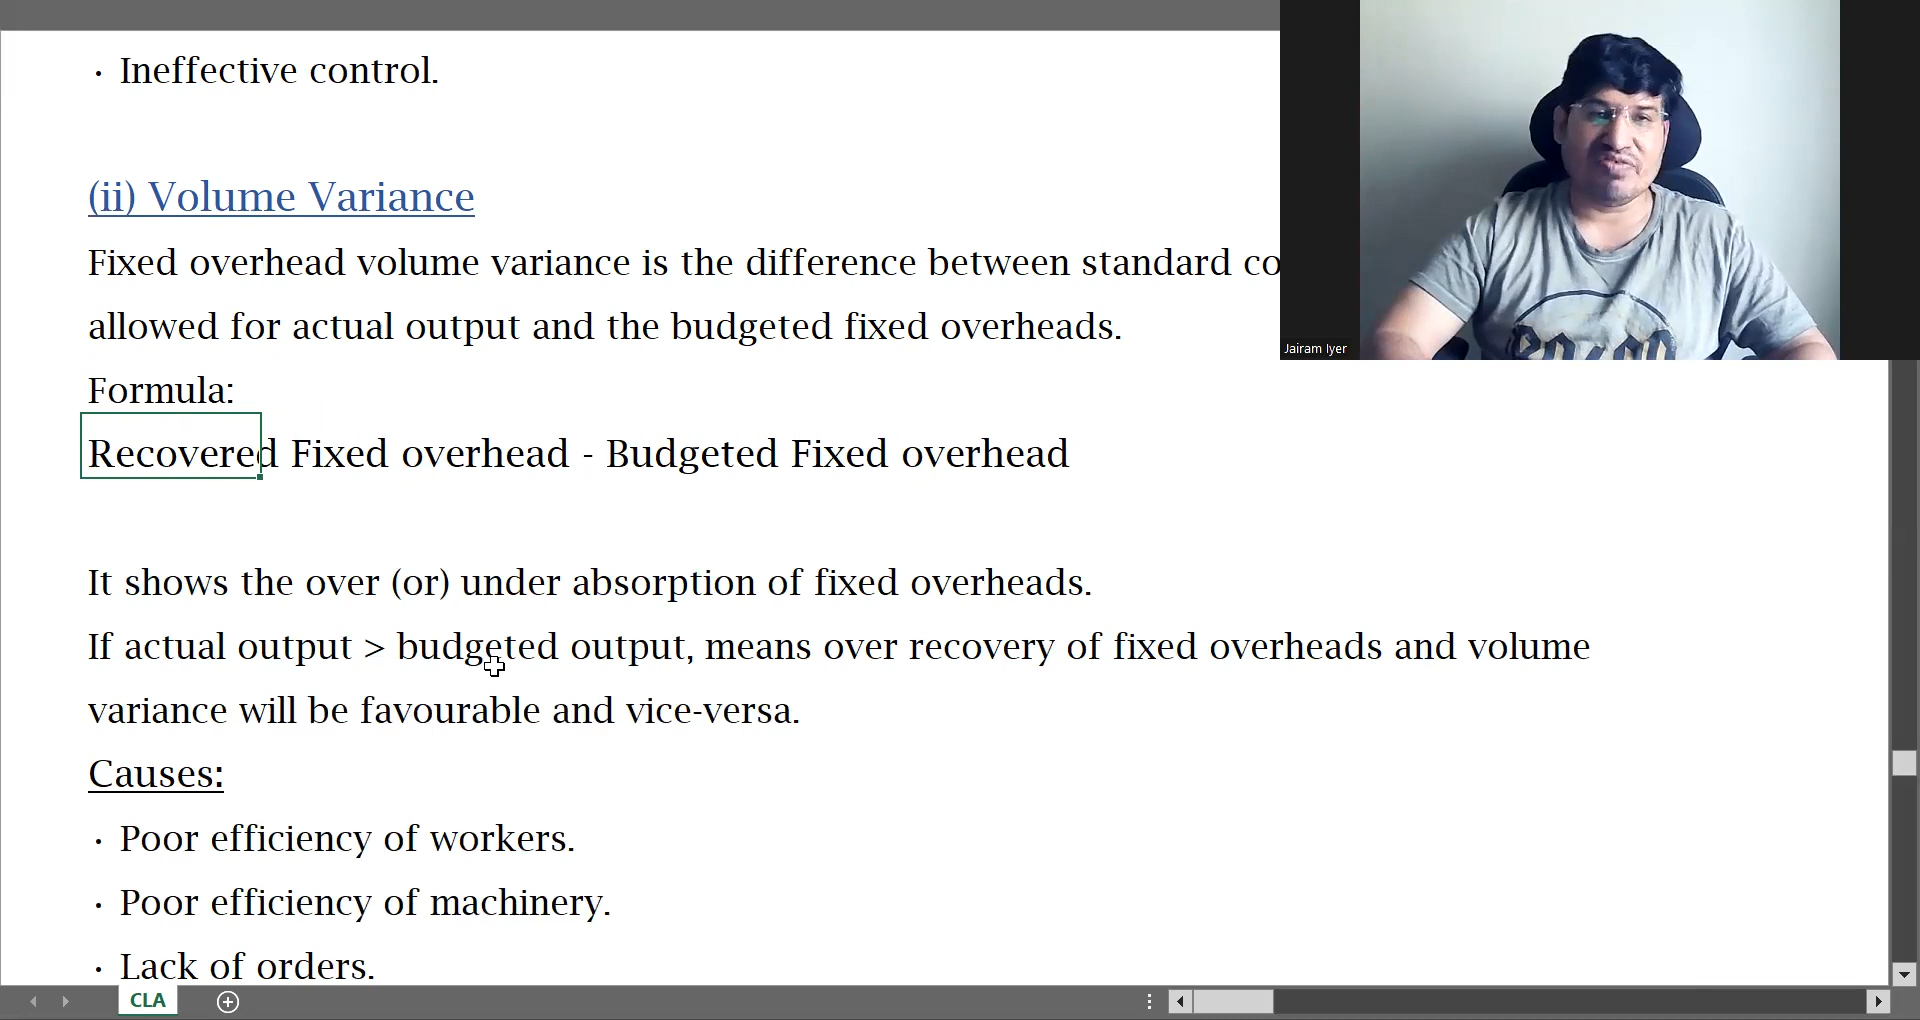 • Ineffective control.
(ii) Volume Variance
Fixed overhead volume variance is the difference between standard co
allowed for actual output and the budgeted fixed overheads.
Formula:
Recovered Fixed overhead - Budgeted Fixed overhead
It shows the over (or) under absorption of fixed overheads.
If actual output > budgeted output, means over recovery of fixed overheads and volume
variance will be favourable and vice-versa.
Causes:
• Poor efficiency of workers.
• Poor efficiency of machinery.
• Lack of orders.
Jairam Iyer
CLA